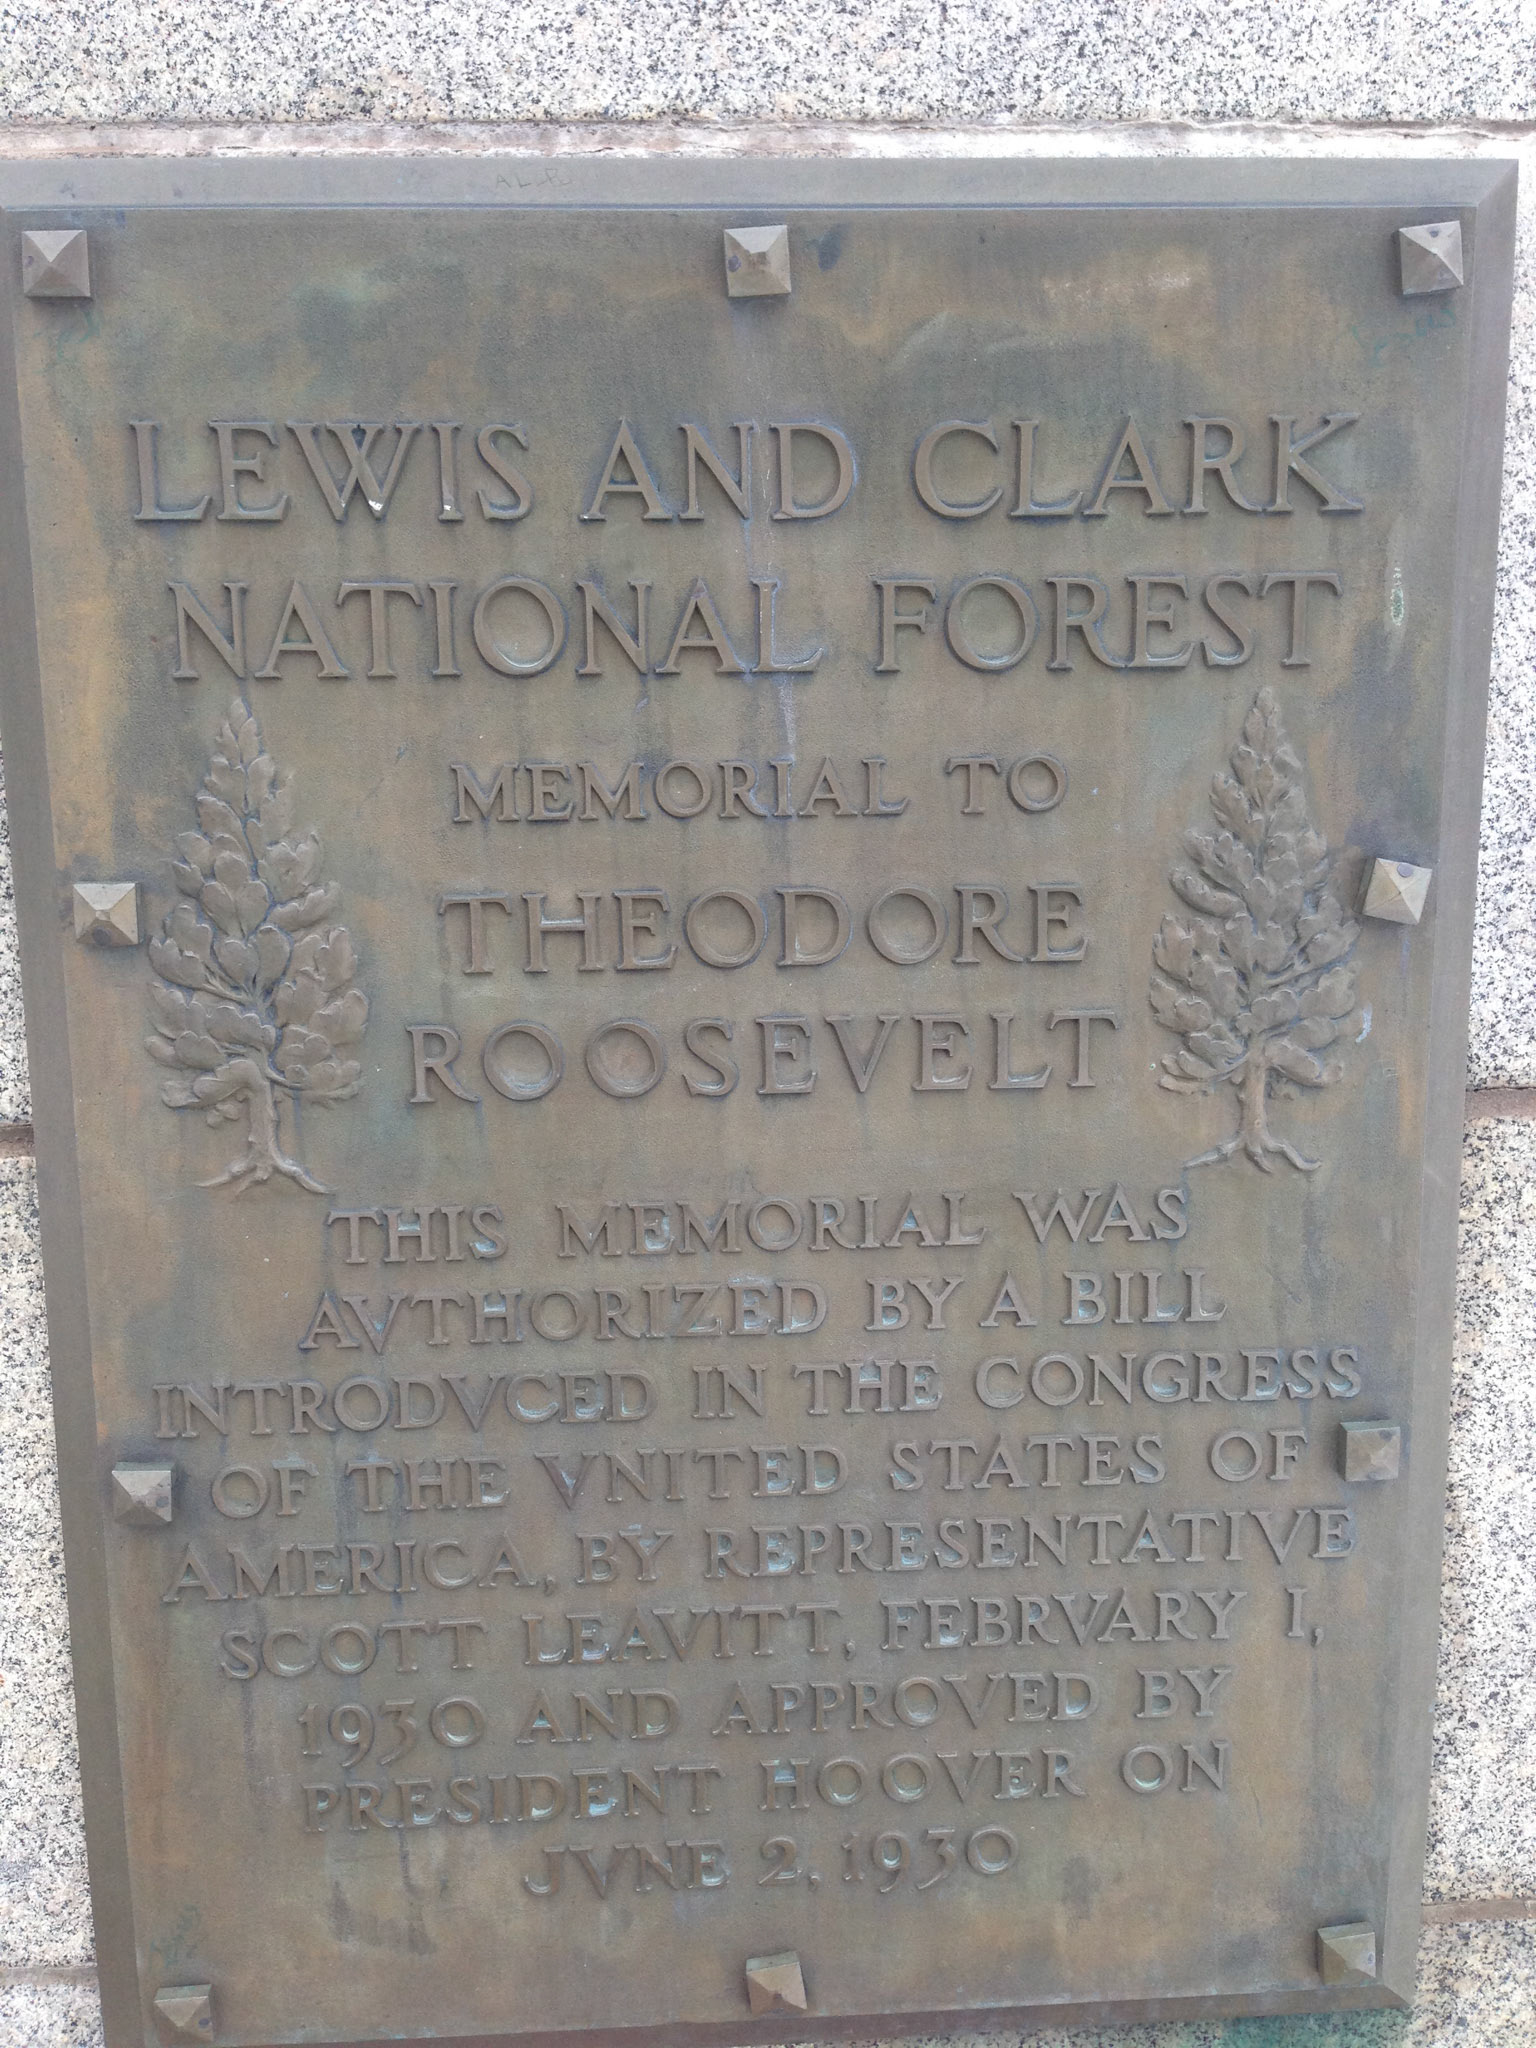 LEWIS AND CLARK
NATIONAL FOREST
MEMORIAL TO
THEODORE
ROOSEVELT
THIS MEMORIAL WAS
AVTHORIZED BY A BILL
INTRODVCED IN THE CONGRESS
OF THE VNITED STATES OF
AMERICA, BY REPRESENTATIVE
SCOTT LEAVITT, FEBRVARY 1,
1930 AND APPROVED BY
PRESIDENT HOOVER ON
JVNE 2, 1930